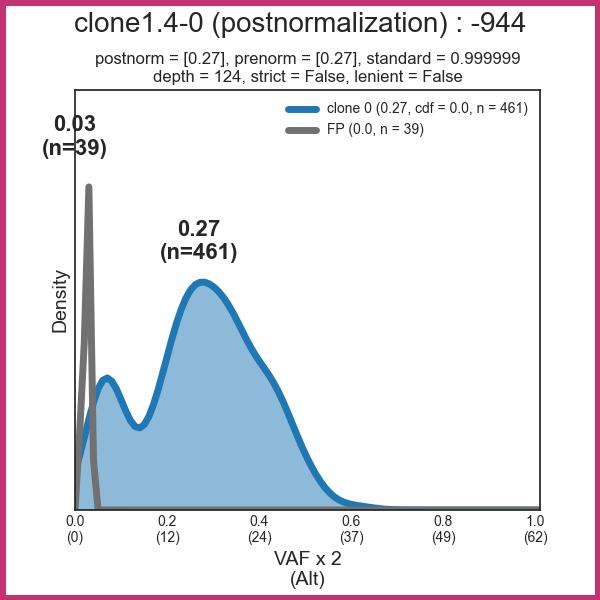 clone1.4-0 (postnormalization) : -944
postnorm = [0.27], prenorm = [0.27], standard = 0.999999
depth = 124, strict = False, lenient = False
clone 0 (0.27, cdf = 0.0, n = 461)
FP (0.0, n = 39)
0.03
(n=39)
0.27
(n=461)
Density
0.0 0.2 0.4 0.6 0.8 1.0
(0) (12) (24) (37) (49) (62)
VAF x 2
(Alt)